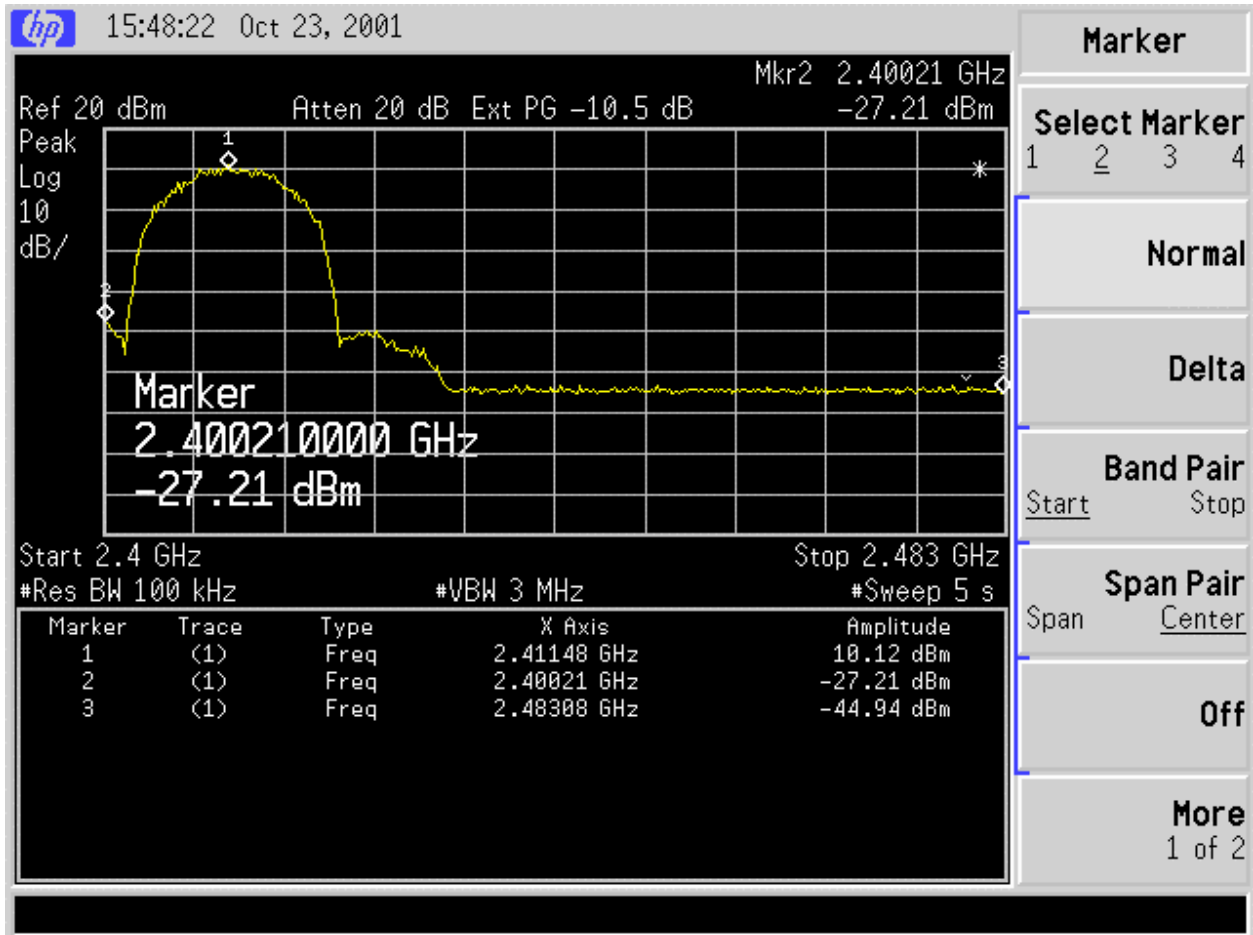 hp 15:48:22 Oct 23, 2001
Mkr2 2.40021 GHz
Ref 20 dBm Atten 20 dB Ext PG -10.5 dB -27.21 dBm
Peak
Log
10
dB/
1
2
3
*
Marker
2.400210000 GHz
-27.21 dBm
Start 2.4 GHz Stop 2.483 GHz
#Res BW 100 kHz #VBW 3 MHz #Sweep 5 s
Marker Trace Type X Axis Amplitude
1 (1) Freq 2.41148 GHz 10.12 dBm
2 (1) Freq 2.40021 GHz -27.21 dBm
3 (1) Freq 2.48308 GHz -44.94 dBm
Marker
Select Marker
1 2 3 4
Normal
Delta
Band Pair
Start Stop
Span Pair
Span Center
Off
More
1 of 2